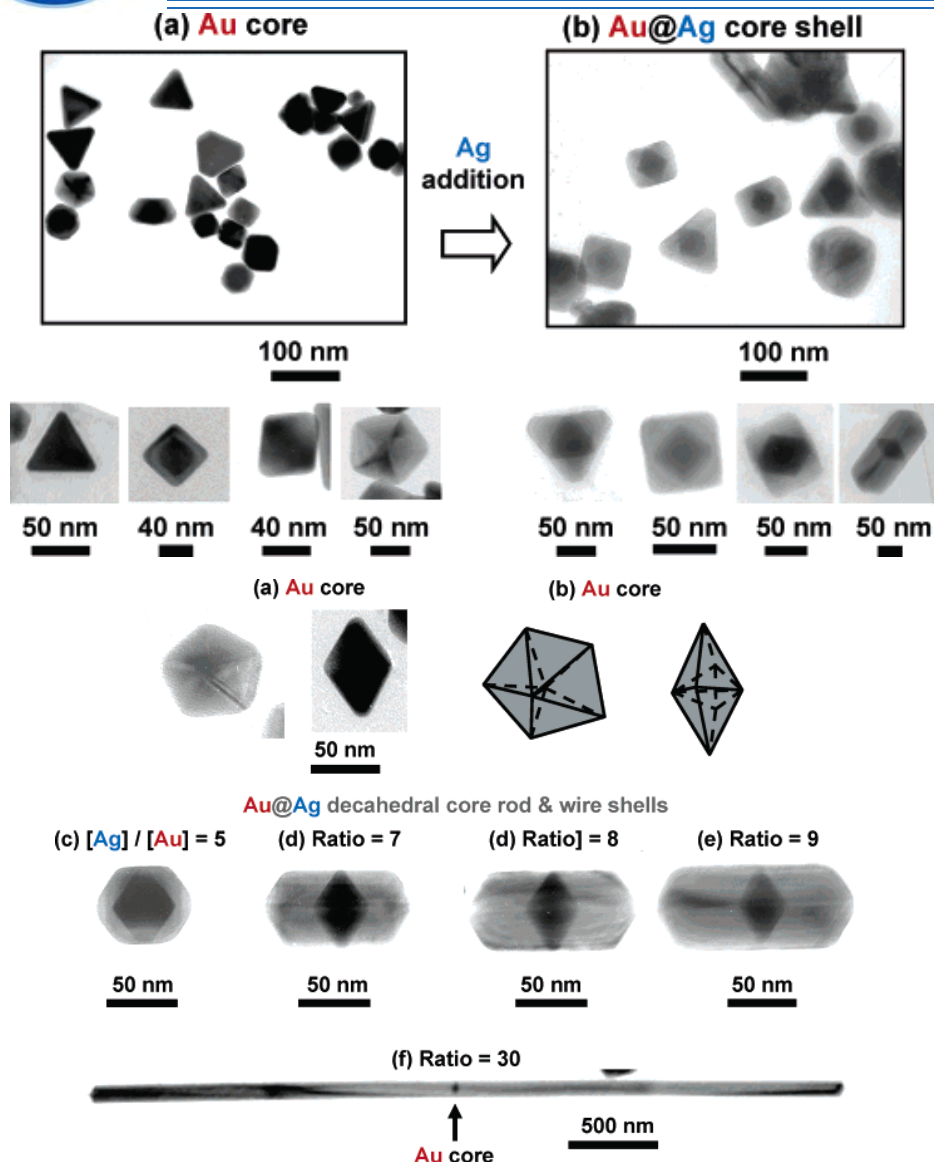 (a) Au core
(b) Au@Ag core shell
Ag
addition
100 nm
100 nm
50 nm 40 nm 40 nm 50 nm
50 nm 50 nm 50 nm 50 nm
(a) Au core
(b) Au core
50 nm
Au@Ag decahedral core rod & wire shells
(c) [Ag] / [Au] = 5
(d) Ratio = 7
(d) Ratio] = 8
(e) Ratio = 9
50 nm
50 nm
50 nm
50 nm
(f) Ratio = 30
500 nm
Au core